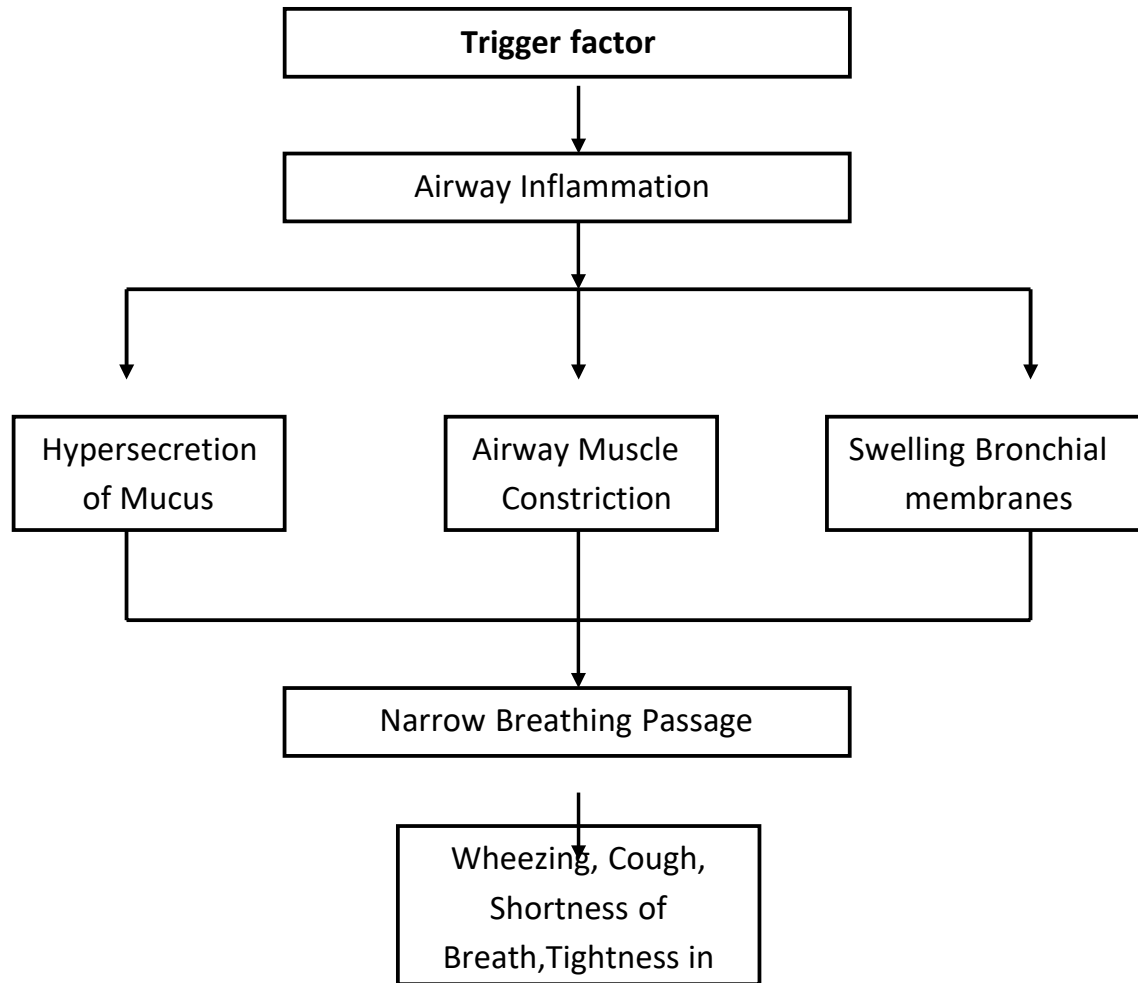 Trigger factor
Airway Inflammation
Hypersecretion
of Mucus
Airway Muscle
Constriction
Swelling Bronchial
membranes
Narrow Breathing Passage
Wheezing, Cough,
Shortness of
Breath,Tightness in